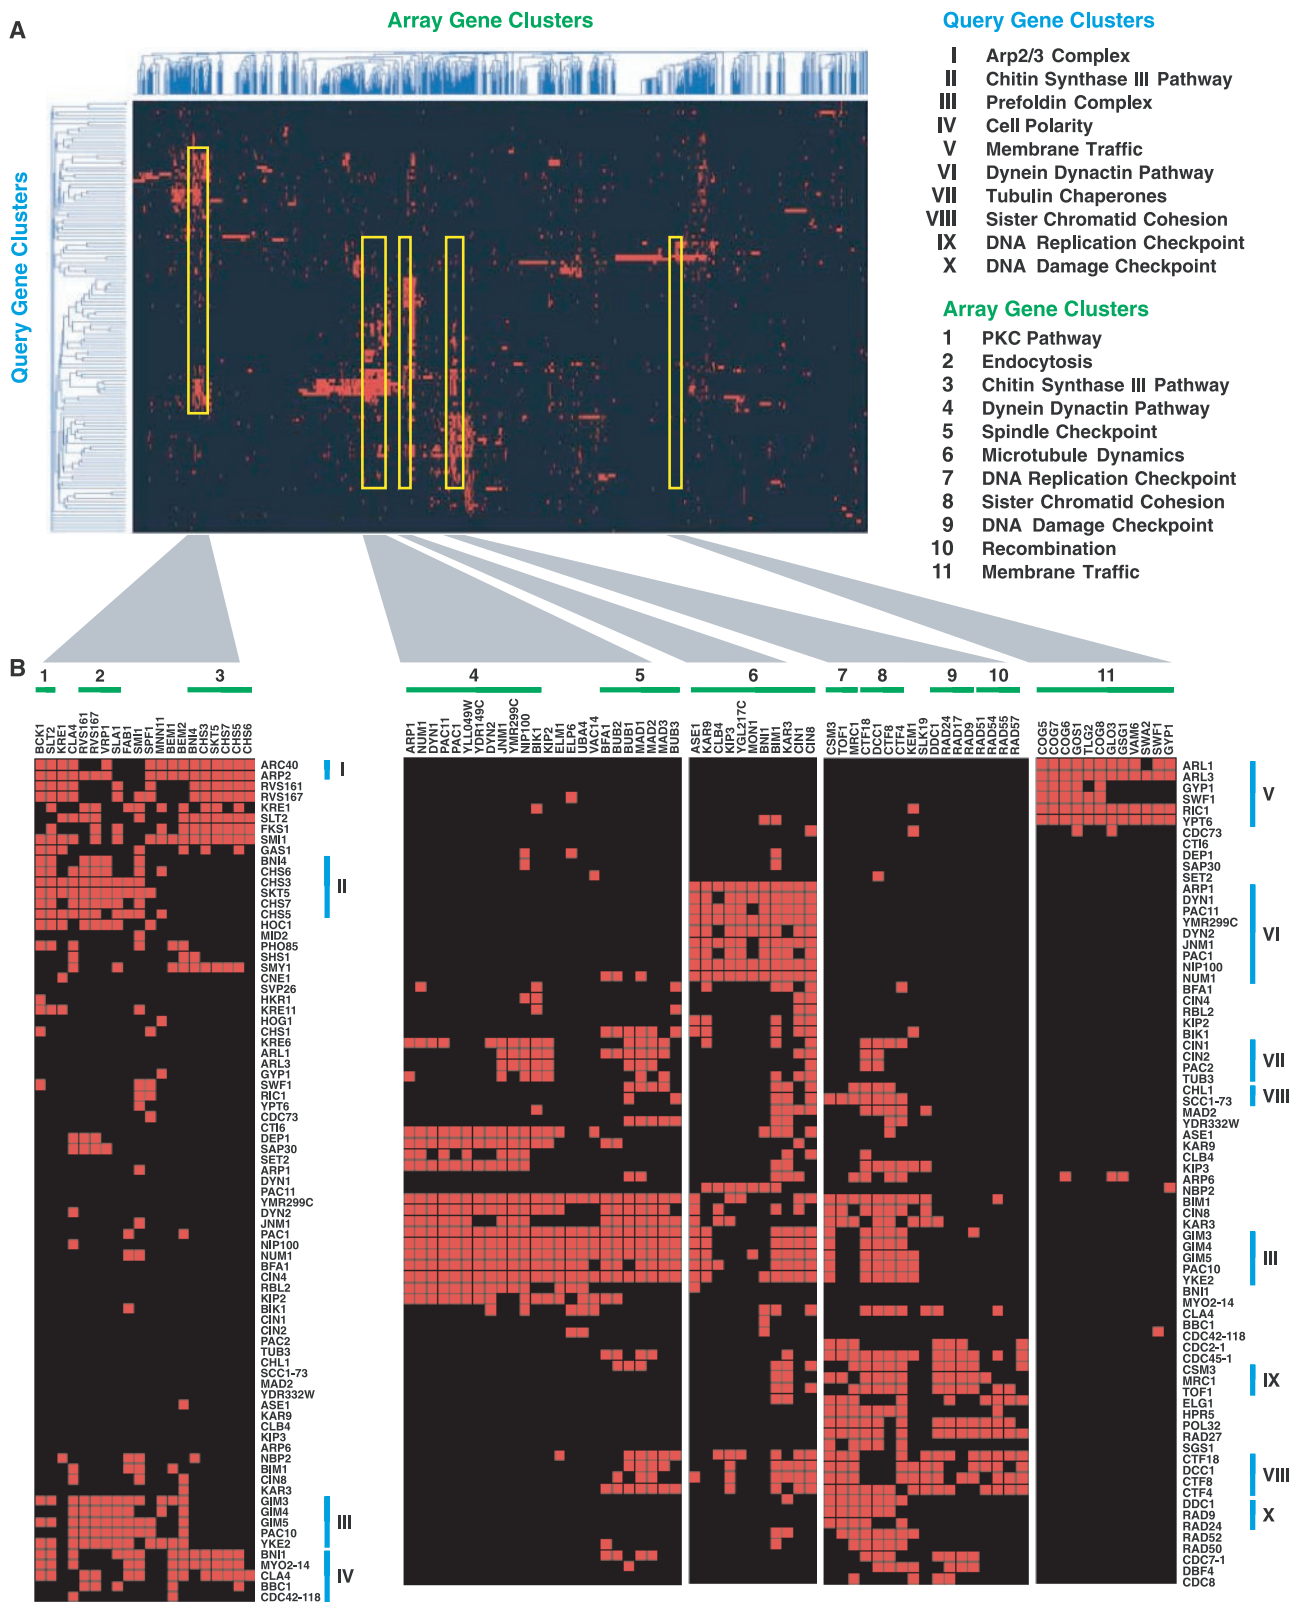 A
Array Gene Clusters
Query Gene Clusters
Query Gene Clusters
I Arp2/3 Complex
II Chitin Synthase III Pathway
III Prefoldin Complex
IV Cell Polarity
V Membrane Traffic
VI Dynein Dynactin Pathway
VII Tubulin Chaperones
VIII Sister Chromatid Cohesion
IX DNA Replication Checkpoint
X DNA Damage Checkpoint
Array Gene Clusters
1 PKC Pathway
2 Endocytosis
3 Chitin Synthase III Pathway
4 Dynein Dynactin Pathway
5 Spindle Checkpoint
6 Microtubule Dynamics
7 DNA Replication Checkpoint
8 Sister Chromatid Cohesion
9 DNA Damage Checkpoint
10 Recombination
11 Membrane Traffic
B
1 2 3
BCK1 SLT2 KRE1 CLA4 RVS161 RVS167 VRP1 SLA1 FAB1 SMI1 SPF1 MNN11 BEM1 BEM2 BNI4 CHS3 SKT5 CHS7 CHS5 CHS6
ARC40
ARP2
RVS161
RVS167
KRE1
SLT2
FKS1
SMI1
GAS1
BNI4
CHS6
CHS3
SKT5
CHS7
CHS5
HOC1
MID2
PHO85
SHS1
SMY1
CNE1
SVP26
HKR1
KRE11
HOG1
CHS1
KRE6
ARL1
ARL3
GYP1
SWF1
RIC1
YPT6
CDC73
CTI6
DEP1
SAP30
SET2
ARP1
DYN1
PAC11
YMR299C
DYN2
JNM1
PAC1
NIP100
NUM1
BFA1
CIN4
RBL2
KIP2
BIK1
CIN1
CIN2
PAC2
TUB3
CHL1
SCC1-73
MAD2
YDR332W
ASE1
KAR9
CLB4
KIP3
ARP6
NBP2
BIM1
CIN8
KAR3
GIM3
GIM4
GIM5
PAC10
YKE2
BNI1
MYO2-14
CLA4
BBC1
CDC42-118
I
II
III
IV
4 5 6 7 8 9 10 11
ARP1 NUM1 DYN1 PAC11 PAC1 YLL049W YDR149C DYN2 JNM1 YMR299C NIP100 BIK1 KIP2 ELM1 ELP6 UBA4 VAC14 BFA1 BUB2 BUB1 MAD1 MAD2 MAD3 BUB3
ASE1 KAR9 CLB4 KIP3 YGL217C MON1 BNI1 BIM1 KAR3 CIN1 CIN8
CSM3 TOF1 MRC1 CTF18 DCC1 CTF8 CTF4 KEM1 SLK19 DDC1 RAD24 RAD17 RAD9 RAD51 RAD54 RAD55 RAD57
COG5 COG7 COG6 GOS1 TLG2 COG8 GLO3 GSG1 YAM6 SWA2 SWF1 GYP1
ARL1
ARL3
GYP1
SWF1
RIC1
YPT6
CDC73
CTI6
DEP1
SAP30
SET2
ARP1
DYN1
PAC11
YMR299C
DYN2
JNM1
PAC1
NIP100
NUM1
BFA1
CIN4
RBL2
KIP2
BIK1
CIN1
CIN2
PAC2
TUB3
CHL1
SCC1-73
MAD2
YDR332W
ASE1
KAR9
CLB4
KIP3
ARP6
NBP2
BIM1
CIN8
KAR3
GIM3
GIM4
GIM5
PAC10
YKE2
BNI1
MYO2-14
CLA4
BBC1
CDC42-118
CDC2-1
CDC45-1
CSM3
MRC1
TOF1
ELG1
HPR5
POL32
RAD27
SGS1
CTF18
DCC1
CTF8
CTF4
DDC1
RAD9
RAD24
RAD52
RAD50
CDC7-1
DBF4
CDC8
V
VI
VII
VIII
III
IX
VIII
X